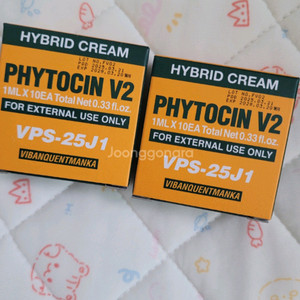 HYBRID CREAM
PHYTOCIN V2
1ML X 10EA Total Net 0.33 fl.oz.
FOR EXTERNAL USE ONLY
VPS-25J1
VIBANQUENTMANKA
HYBRID CREAM
PHYTOCIN V2
1ML X 10EA Total Net 0.33 fl.oz.
FOR EXTERNAL USE ONLY
VPS-25J1
VIBANQUENTMANKA
Joonggonara